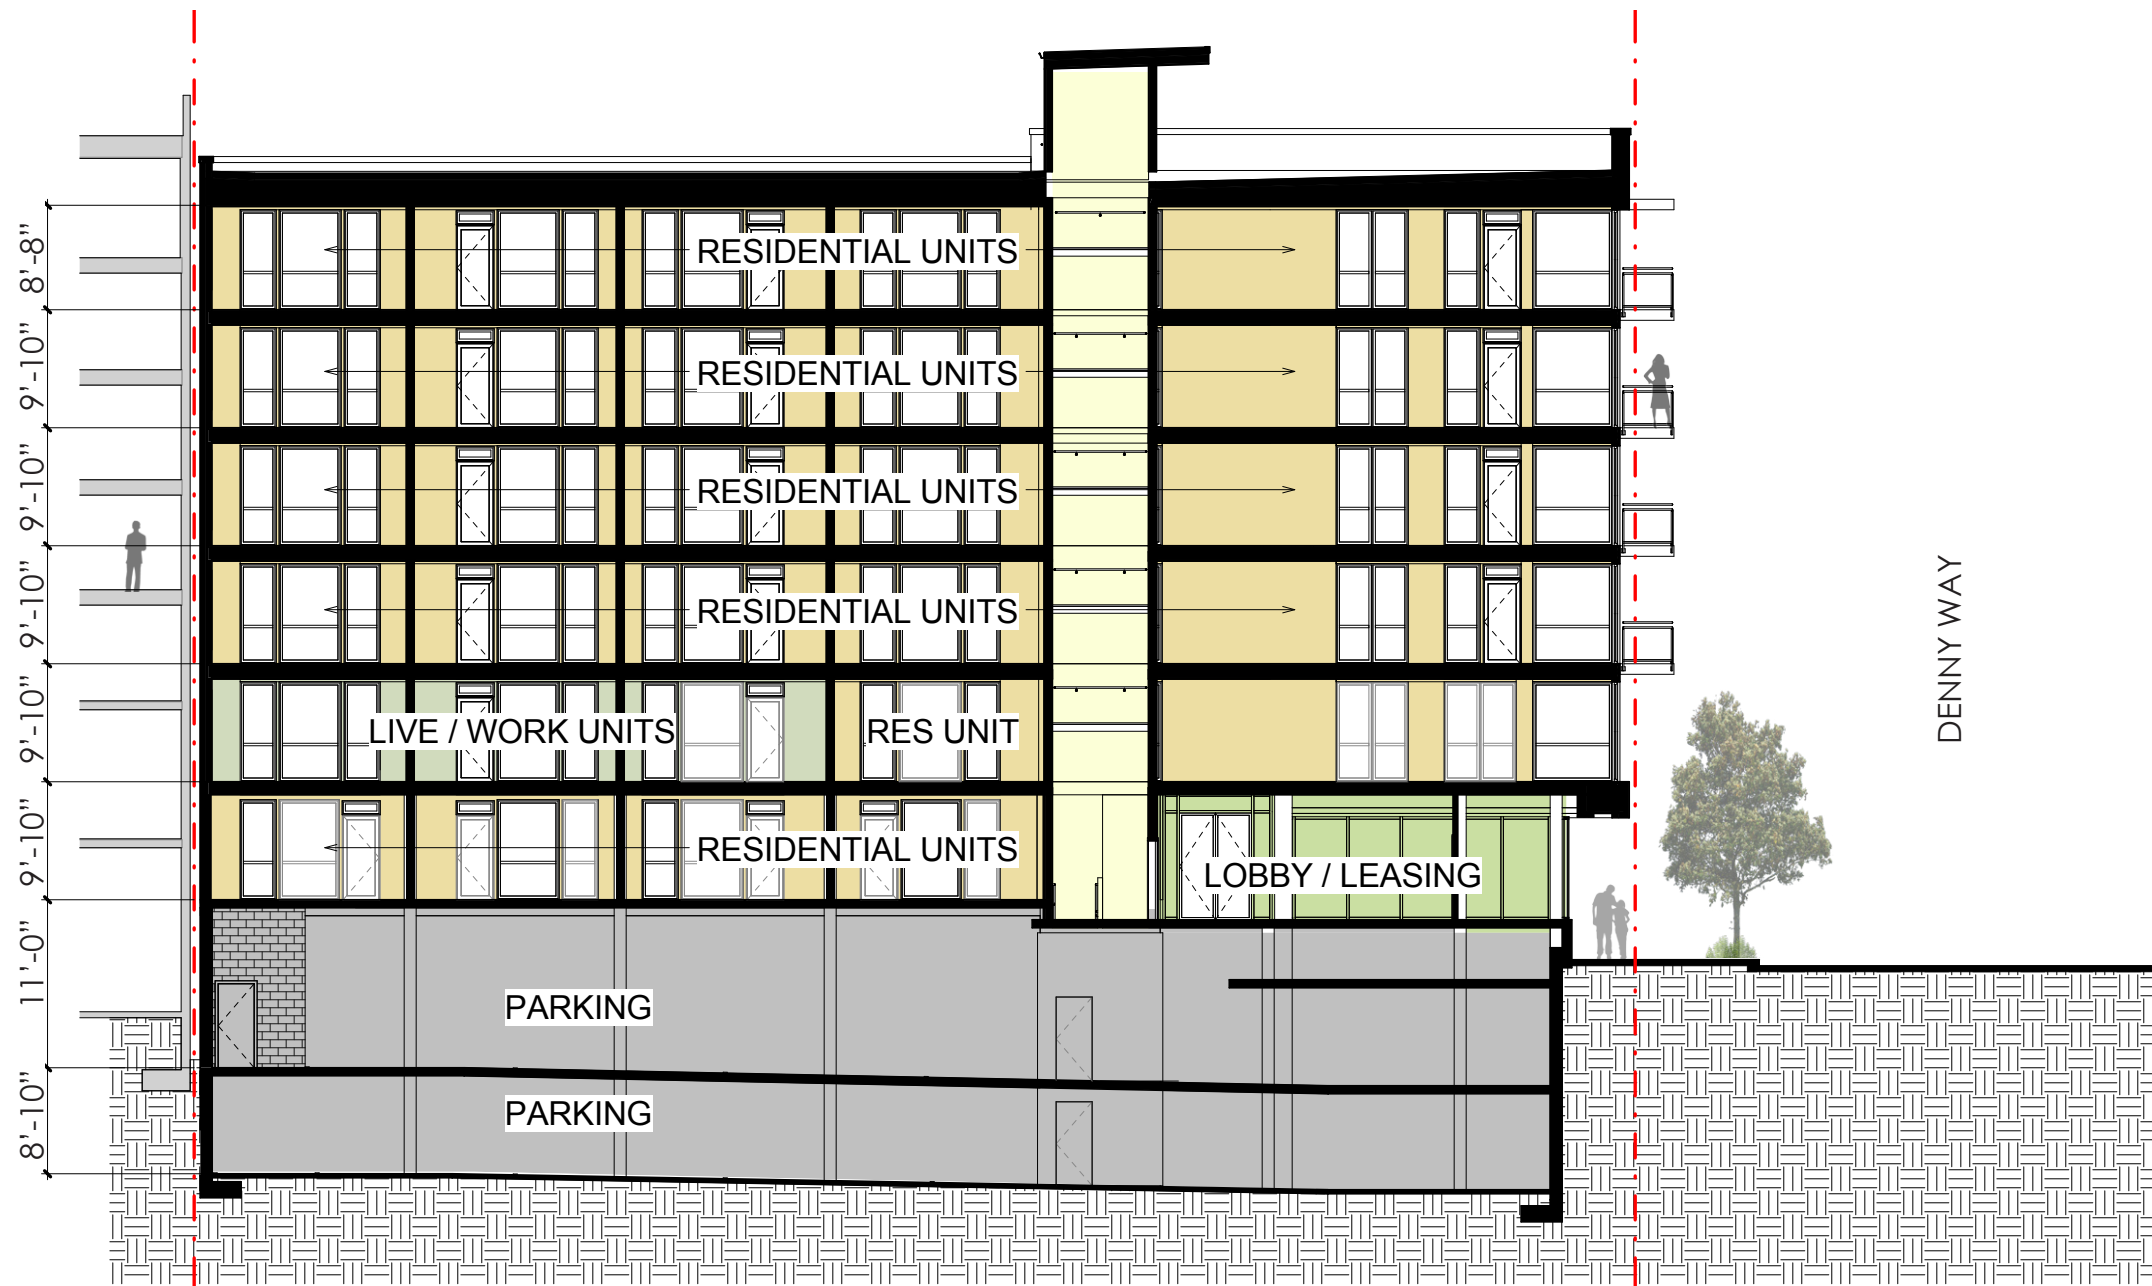 8'-8"
RESIDENTIAL UNITS
9'-10"
RESIDENTIAL UNITS
9'-10"
RESIDENTIAL UNITS
9'-10"
RESIDENTIAL UNITS
DENNY WAY
9'-10"
LIVE / WORK UNITS
RES UNIT
9'-10"
RESIDENTIAL UNITS
LOBBY / LEASING
11'-0"
PARKING
8'-10"
PARKING